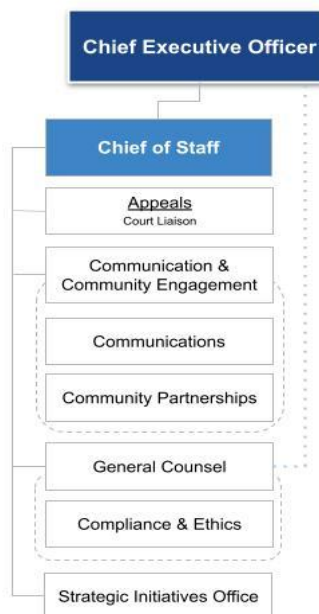 Chief Executive Officer
Chief of Staff
Appeals
Court Liaison
Communication &
Community Engagement
Communications
Community Partnerships
General Counsel
Compliance & Ethics
Strategic Initiatives Office